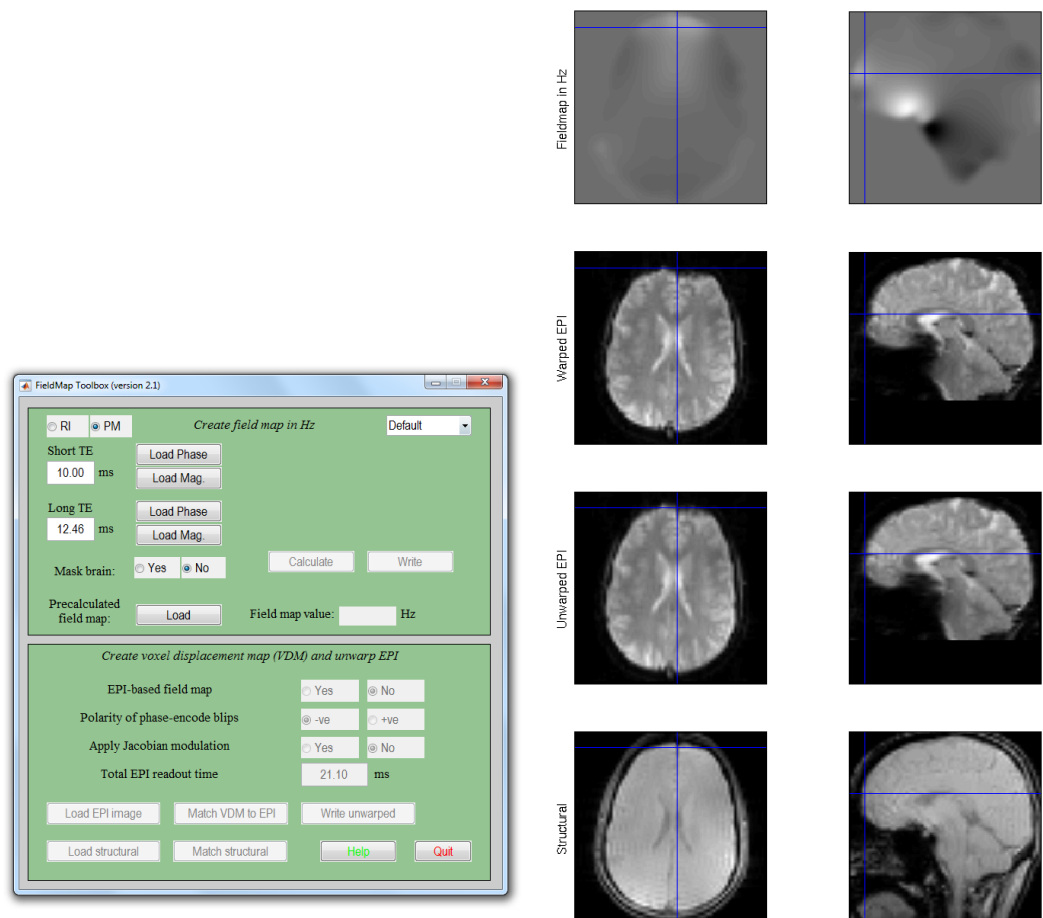 FieldMap Toolbox (version 2.1)
RI PM Create field map in Hz Default
Short TE
10.00 ms
Load Phase
Load Mag.
Long TE
12.46 ms
Load Phase
Load Mag.
Mask brain: Yes No
Calculate Write
Precalculated
field map:
Load
Field map value: Hz
Create voxel displacement map (VDM) and unwarp EPI
EPI-based field map Yes No
Polarity of phase-encode blips -ve +ve
Apply Jacobian modulation Yes No
Total EPI readout time 21.10 ms
Load EPI image Match VDM to EPI Write unwarped
Load structural Match structural Help Quit
Fieldmap in Hz
Warped EPI
Unwarped EPI
Structural